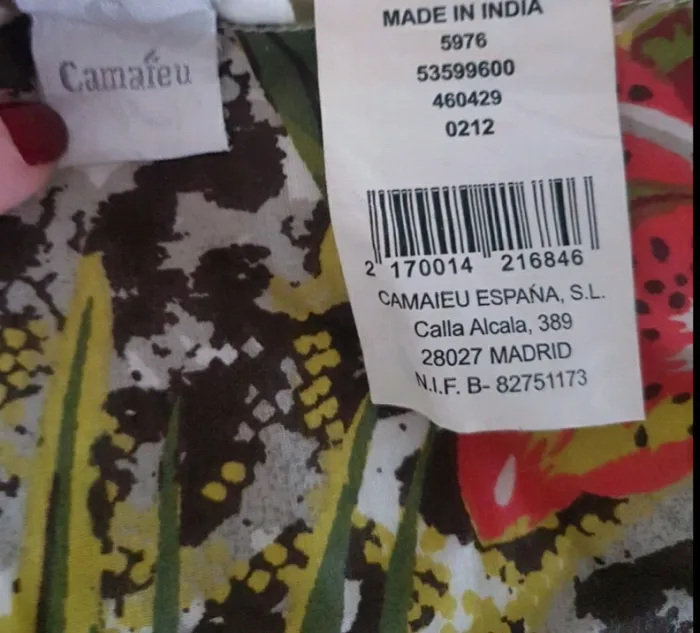 Camaïeu
MADE IN INDIA
5976
53599600
460429
0212
2 170014 216846
CAMAIEU ESPAÑA, S.L.
Calla Alcala, 389
28027 MADRID
N.I.F. B- 82751173